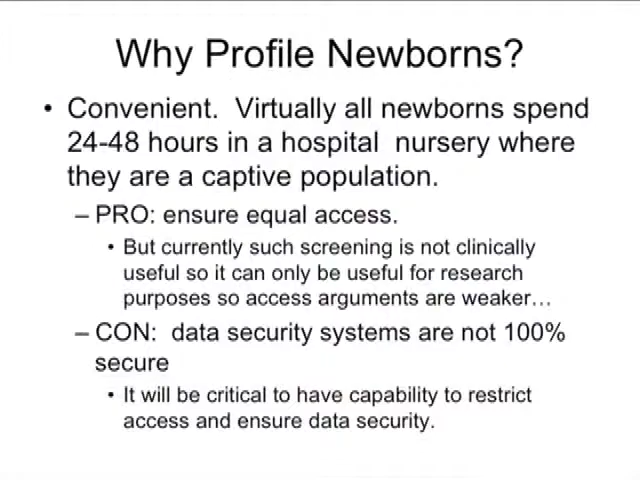 Why Profile Newborns?
• Convenient. Virtually all newborns spend
24-48 hours in a hospital nursery where
they are a captive population.
– PRO: ensure equal access.
• But currently such screening is not clinically
useful so it can only be useful for research
purposes so access arguments are weaker…
– CON: data security systems are not 100%
secure
• It will be critical to have capability to restrict
access and ensure data security.